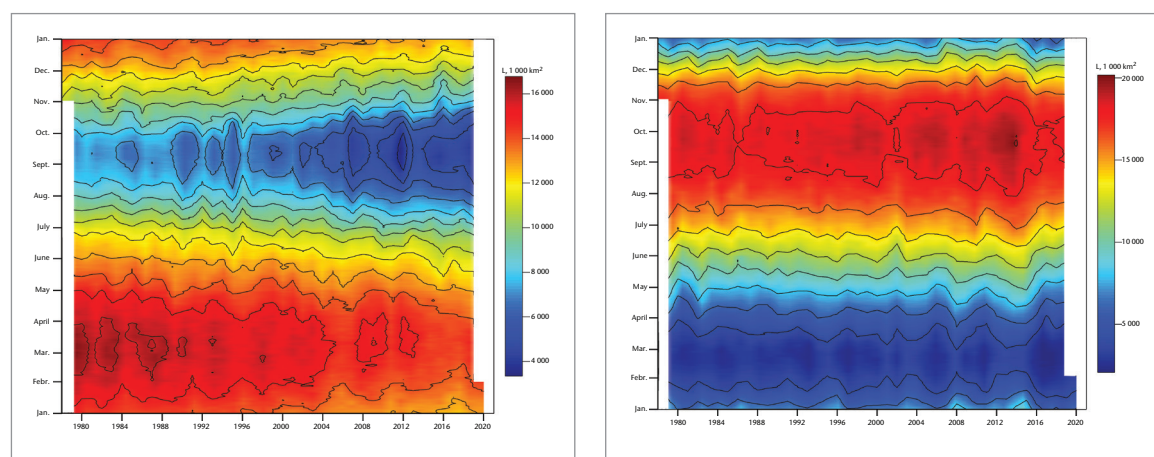 Jan.
Dec.
Nov.
Oct.
Sept.
Aug.
July
June
May
April
Mar.
Febr.
Jan.
1980 1984 1988 1992 1996 2000 2004 2008 2012 2016 2020
L, 1 000 km²
16 000
14 000
12 000
10 000
8 000
6 000
4 000
Jan.
Dec.
Nov.
Oct.
Sept.
Aug.
July
June
May
April
Mar.
Febr.
Jan.
1980 1984 1988 1992 1996 2000 2004 2008 2012 2016 2020
L, 1 000 km²
20 000
15 000
10 000
5 000